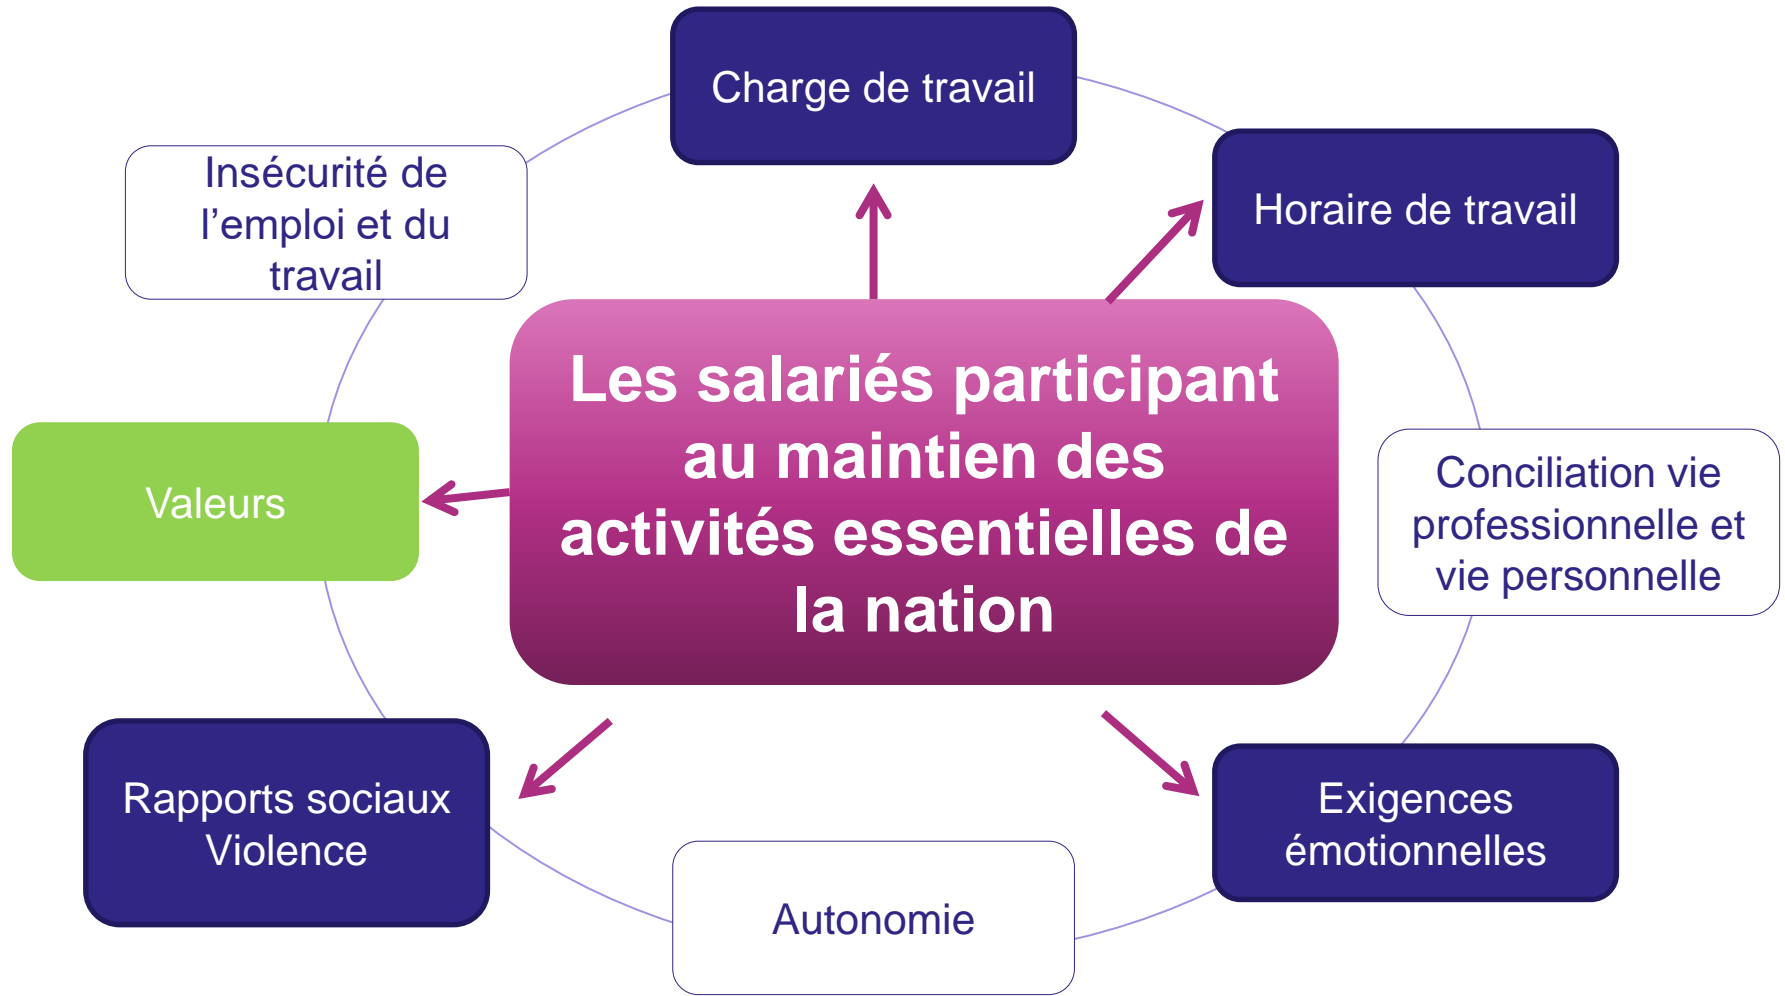 Charge de travail
Horaire de travail
Insécurité de
l’emploi et du
travail
Les salariés participant
au maintien des
activités essentielles de
la nation
Valeurs
Conciliation vie
professionnelle et
vie personnelle
Rapports sociaux
Violence
Exigences
émotionnelles
Autonomie